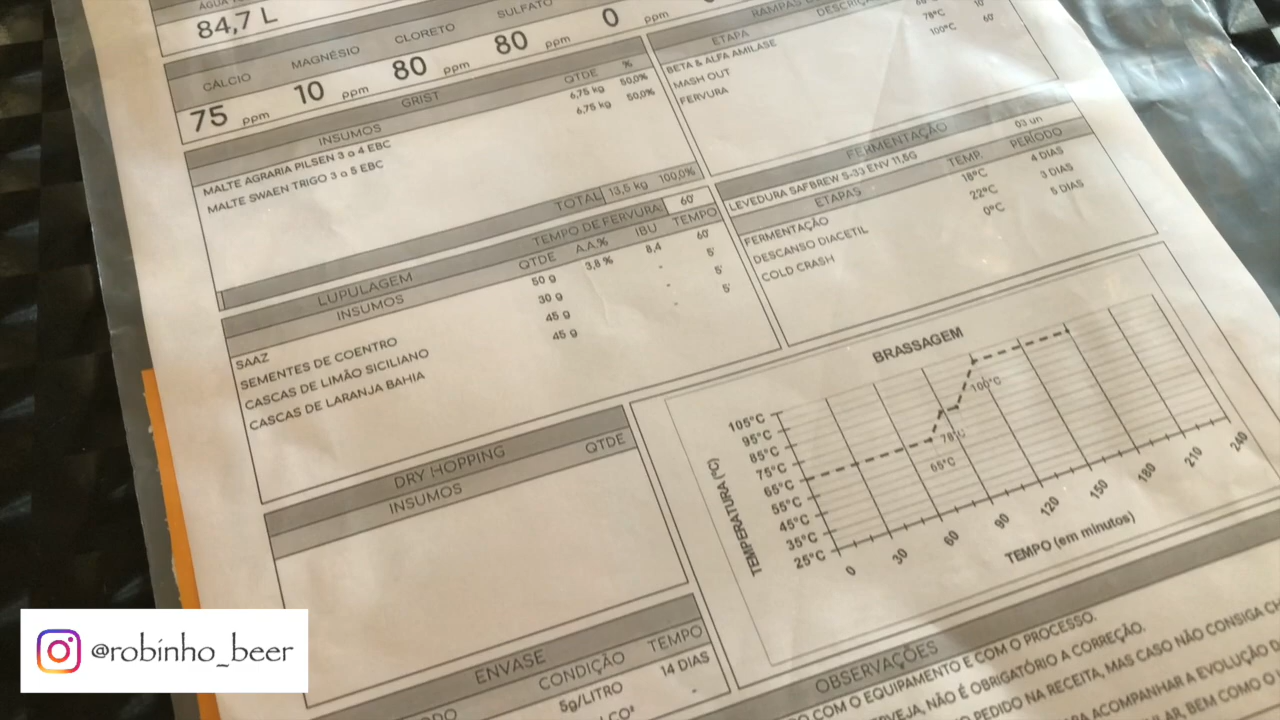 84,7 L
CÁLCIO MAGNÉSIO CLORETO SULFATO
75 ppm 10 ppm 80 ppm 80 ppm 0 ppm
GRIST
INSUMOS QTDE %
MALTE AGRARIA PILSEN 3 a 4 EBC 6,75 kg 50,0%
MALTE SWAEN TRIGO 3 a 5 EBC 6,75 kg 50,0%
TOTAL 13,5 kg 100,0%
LUPULAGEM TEMPO DE FERVURA 60'
INSUMOS QTDE A.A.% IBU TEMPO
SAAZ 50 g 3,8 % 8,4 60'
SEMENTES DE COENTRO 30 g - 5'
CASCAS DE LIMÃO SICILIANO 45 g - 5'
CASCAS DE LARANJA BAHIA 45 g - 5'
DRY HOPPING
INSUMOS QTDE
ENVASE
CONDIÇÃO TEMPO
5g/LITRO 14 DIAS
RAMPAS
ETAPA
BETA & ALFA AMILASE
MASH OUT 78°C
FERVURA 100°C 60'
FERMENTAÇÃO
LEVEDURA SAFBREW S-33 ENV 11,5G 03 un
ETAPAS TEMP. PERÍODO
FERMENTAÇÃO 18°C 4 DIAS
DESCANSO DIACETIL 22°C 3 DIAS
COLD CRASH 0°C 5 DIAS
BRASSAGEM
TEMPERATURA (°C)
105°C
95°C
85°C
75°C
65°C
55°C
45°C
35°C
25°C
65°C
78°C
100°C
0 30 60 90 120 150 180 210 240
TEMPO (em minutos)
OBSERVAÇÕES
COM O EQUIPAMENTO E COM O PROCESSO.
NÃO É OBRIGATÓRIO A CORREÇÃO.
PEDIDO NA RECEITA, MAS CASO NÃO CONSIGA
ACOMPANHAR A EVOLUÇÃO
BEM COMO O
@robinho_beer